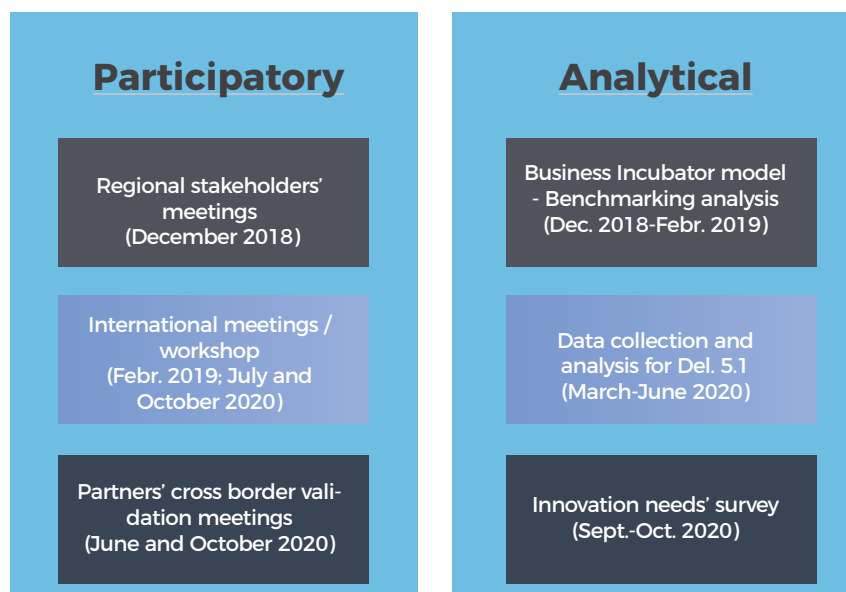 Participatory
Regional stakeholders’
meetings
(December 2018)
International meetings /
workshop
(Febr. 2019; July and
October 2020)
Partners’ cross border vali-
dation meetings
(June and October 2020)
Analytical
Business Incubator model
- Benchmarking analysis
(Dec. 2018-Febr. 2019)
Data collection and
analysis for Del. 5.1
(March-June 2020)
Innovation needs’ survey
(Sept.-Oct. 2020)